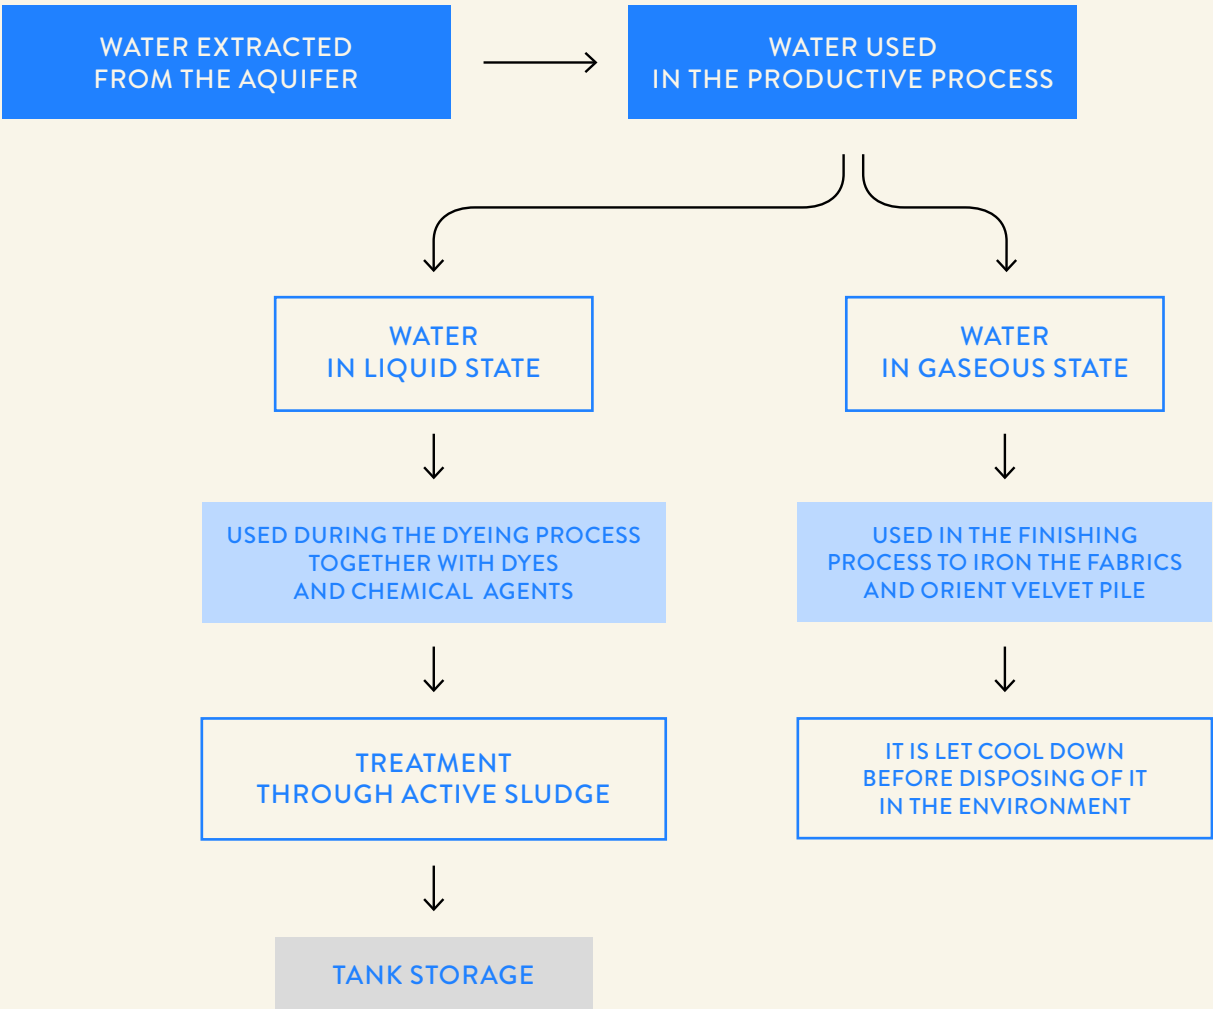 WATER EXTRACTED
FROM THE AQUIFER
WATER USED
IN THE PRODUCTIVE PROCESS
WATER
IN LIQUID STATE
WATER
IN GASEOUS STATE
USED DURING THE DYEING PROCESS
TOGETHER WITH DYES
AND CHEMICAL AGENTS
USED IN THE FINISHING
PROCESS TO IRON THE FABRICS
AND ORIENT VELVET PILE
TREATMENT
THROUGH ACTIVE SLUDGE
IT IS LET COOL DOWN
BEFORE DISPOSING OF IT
IN THE ENVIRONMENT
TANK STORAGE